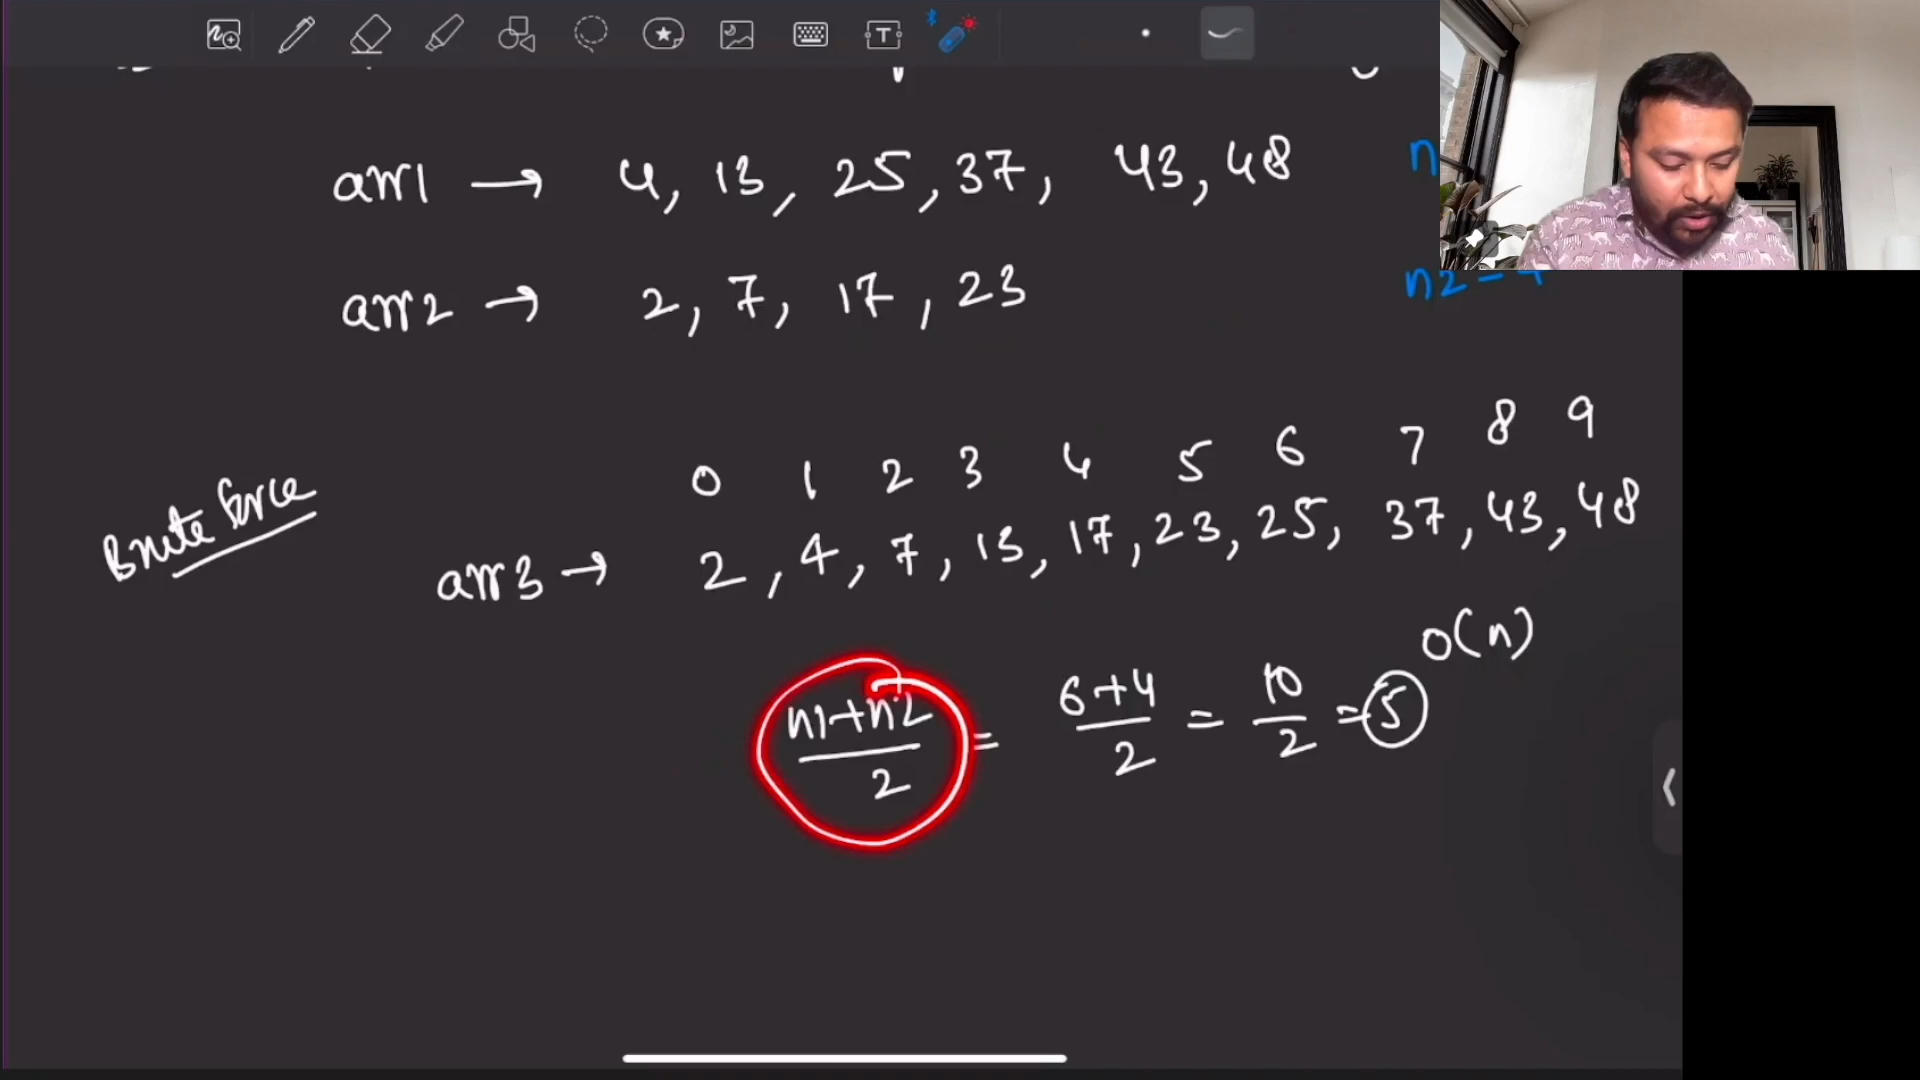 arr1 → 4, 13, 25, 37, 43, 48
n
arr2 → 2, 7, 17, 23
n2 = 4
0 1 2 3 4 5 6 7 8 9
Brute force
arr3 → 2, 4, 7, 13, 17, 23, 25, 37, 43, 48
O(n)
n1+n2/2 = 6+4/2 = 10/2 = 5